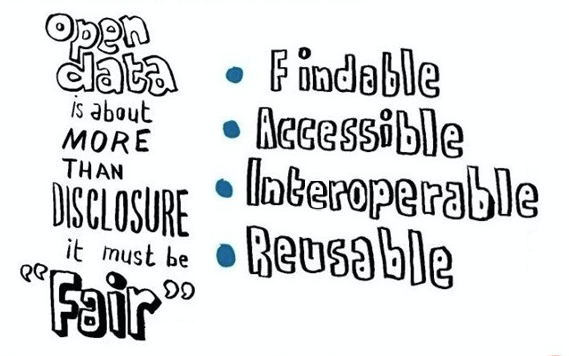 open
data
is about
MORE
THAN
DISCLOSURE
it must be
“Fair”
• Findable
• Accessible
• Interoperable
• Reusable